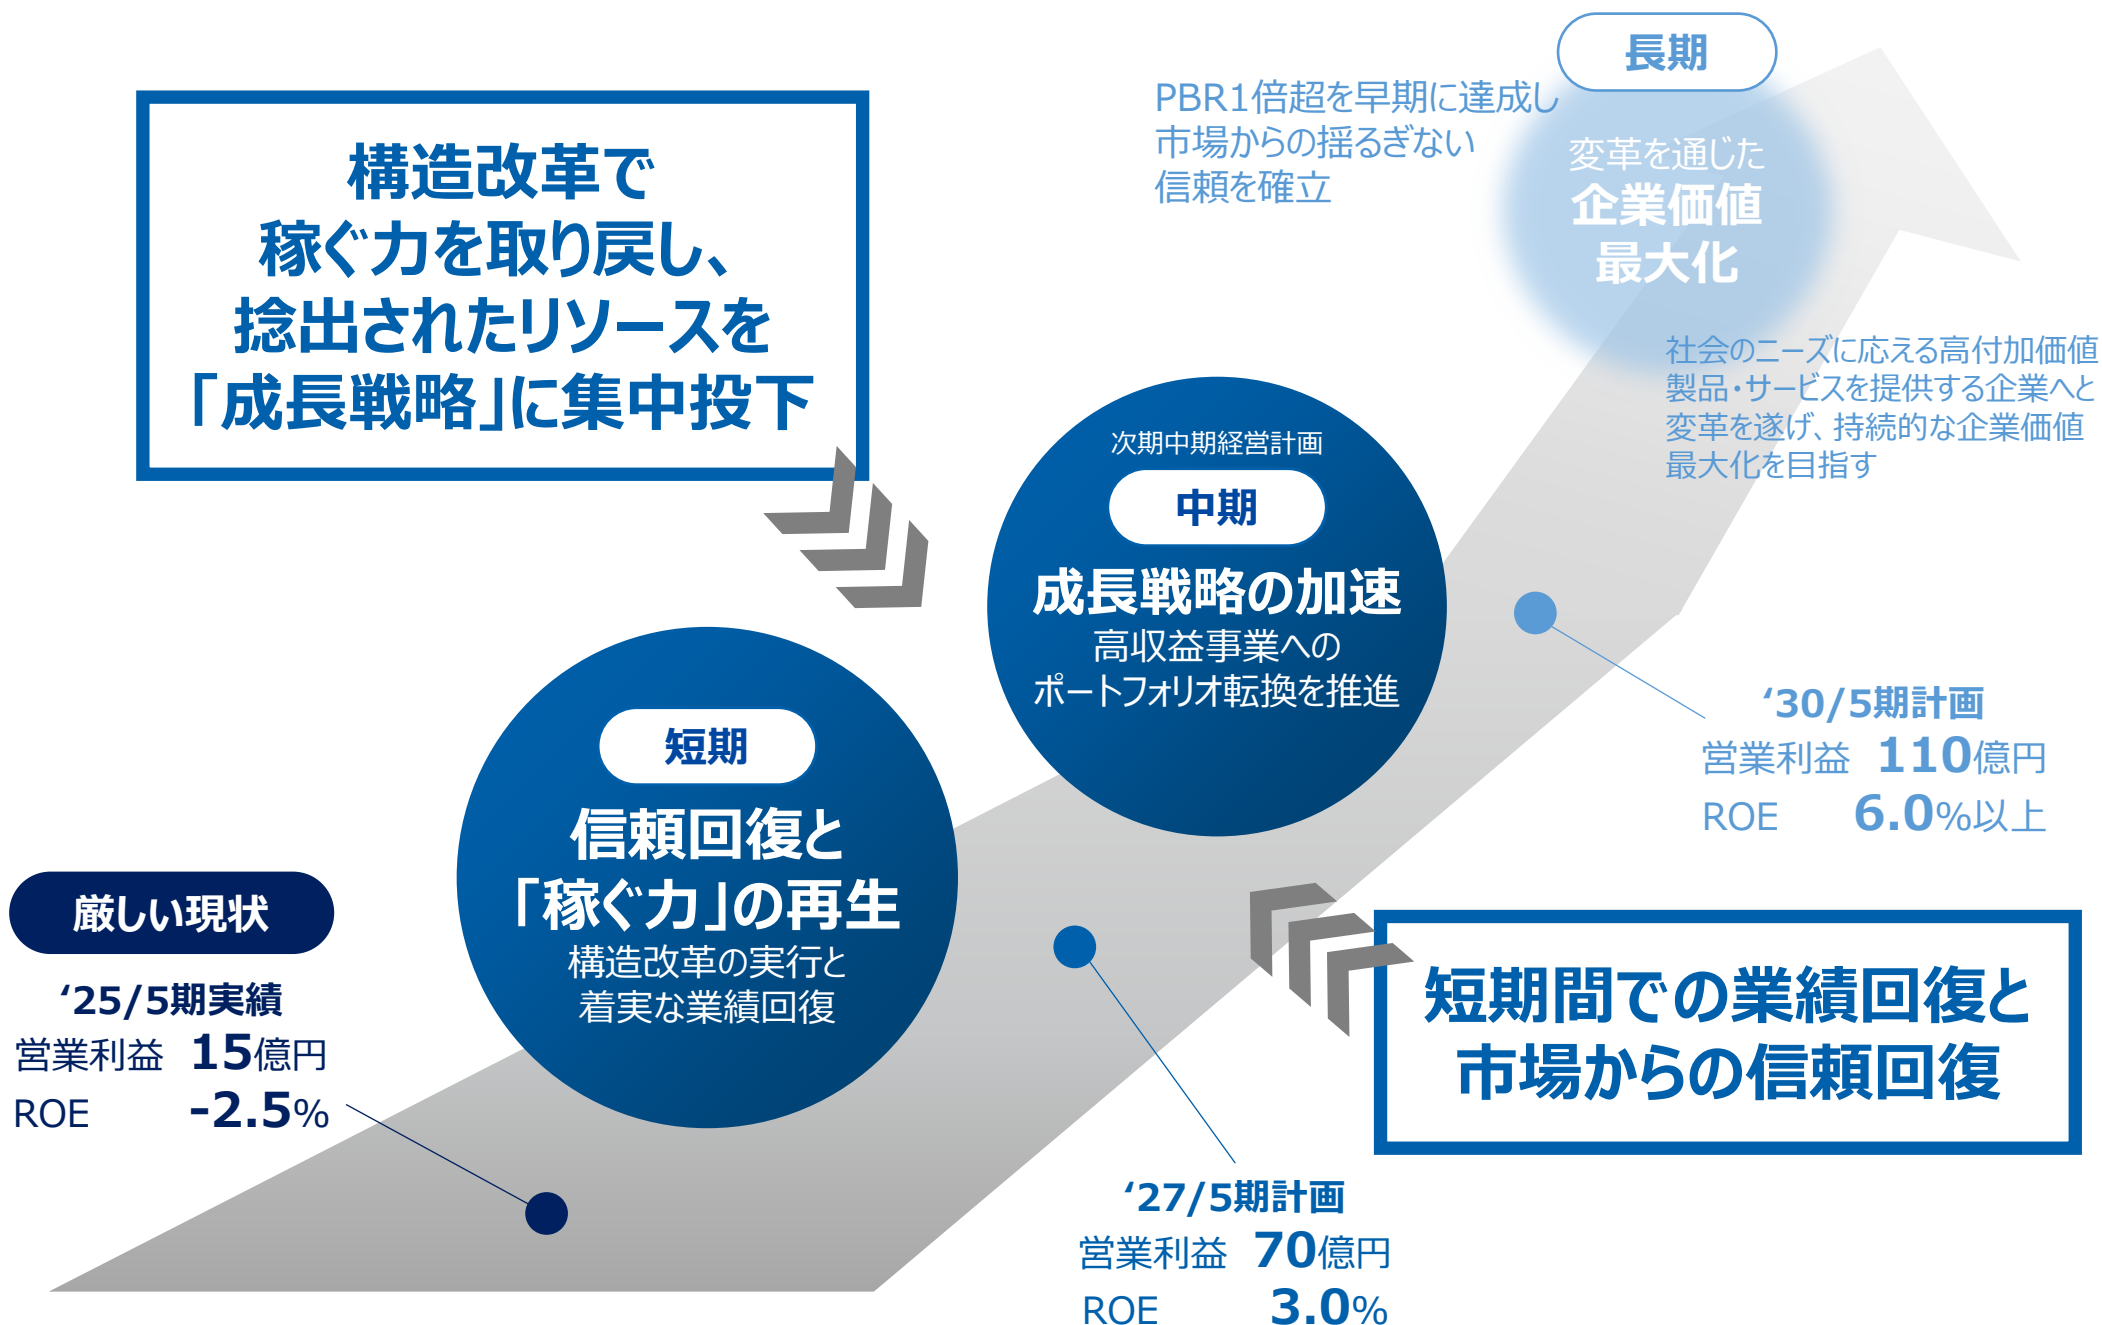 構造改革で
稼ぐ力を取り戻し、
捻出されたリソースを
「成長戦略」に集中投下
長期
PBR1倍超を早期に達成し
市場からの揺るぎない
信頼を確立
変革を通じた
企業価値
最大化
社会のニーズに応える高付加価値
製品・サービスを提供する企業へと
変革を遂げ、持続的な企業価値
最大化を目指す
次期中期経営計画
中期
成長戦略の加速
高収益事業への
ポートフォリオ転換を推進
‘30/5期計画
営業利益 110億円
ROE 6.0%以上
短期
信頼回復と
「稼ぐ力」の再生
構造改革の実行と
着実な業績回復
厳しい現状
‘25/5期実績
営業利益 15億円
ROE -2.5%
短期間での業績回復と
市場からの信頼回復
‘27/5期計画
営業利益 70億円
ROE 3.0%